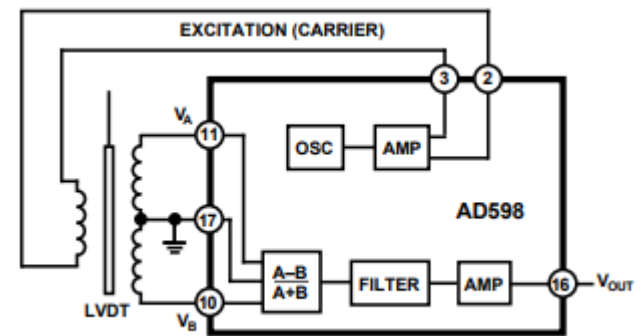 EXCITATION (CARRIER)
3
2
VA
11
OSC
AMP
AD598
17
A–B
A+B
FILTER
AMP
16
VOUT
LVDT
10
VB